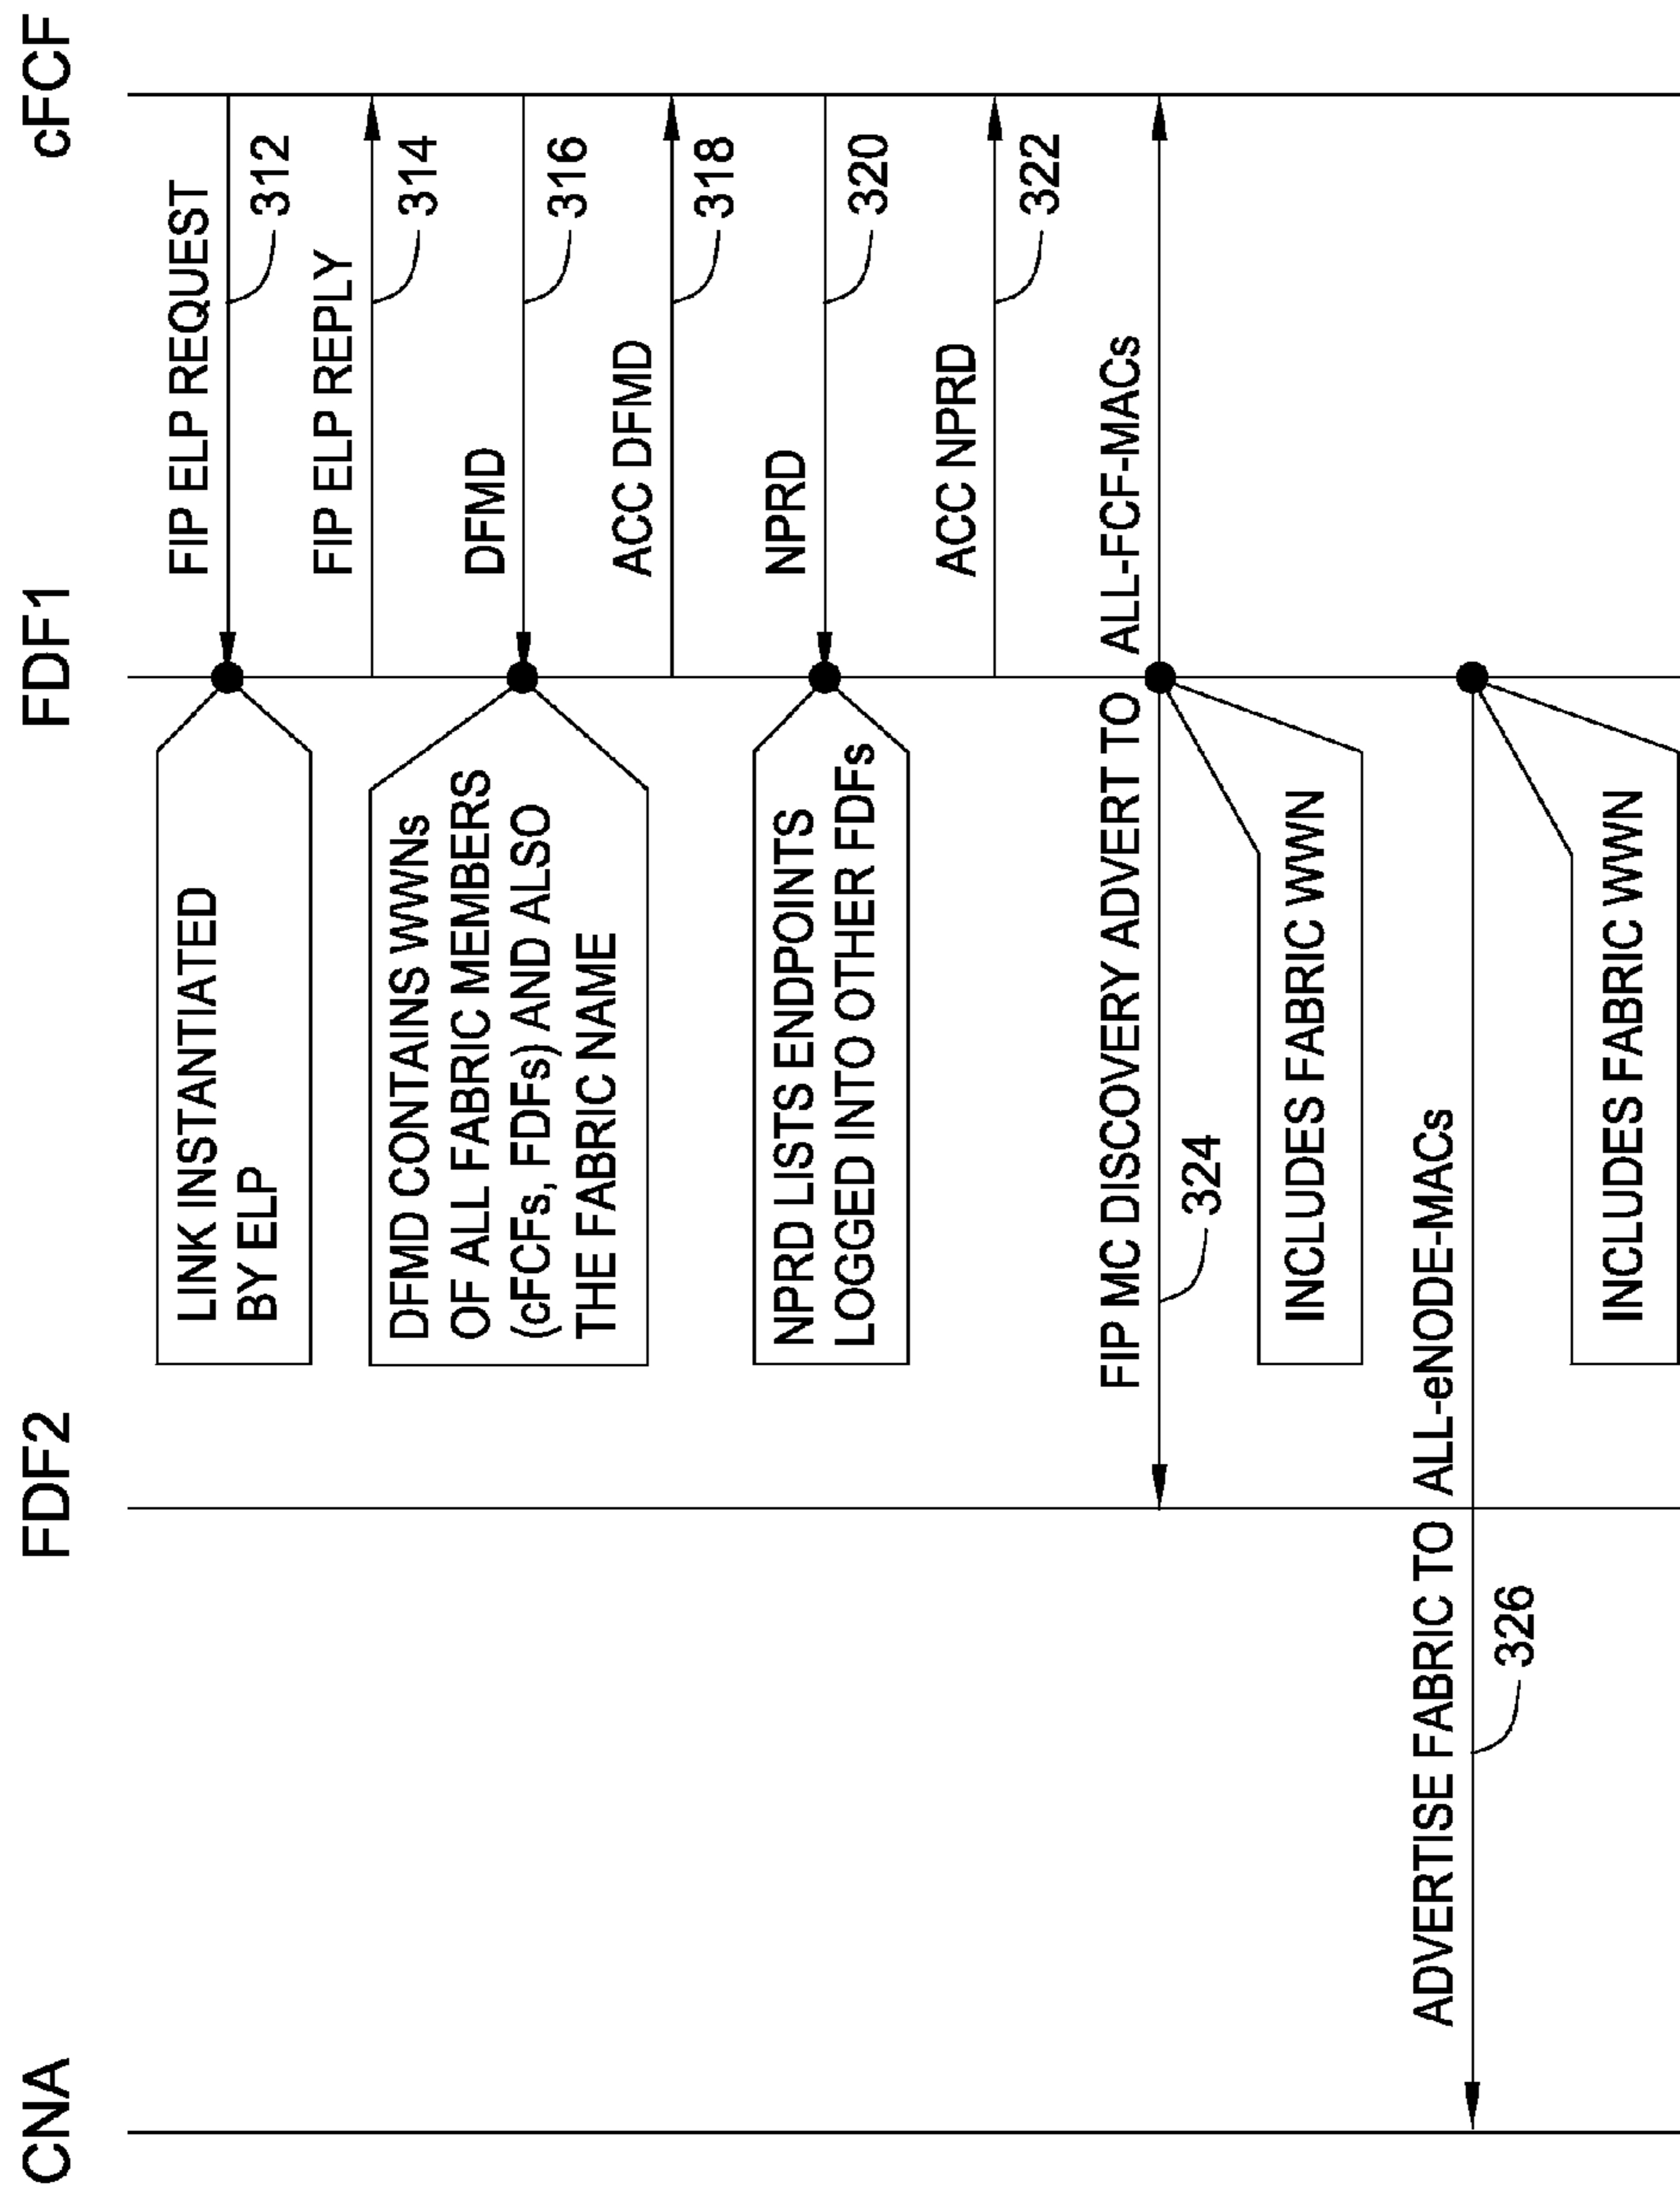 CNA
FDF2
FDF1
cFCF
FIP ELP REQUEST
312
LINK INSTANTIATED
BY ELP
FIP ELP REPLY
314
DFMD
316
DFMD CONTAINS WWNs
OF ALL FABRIC MEMBERS
(cFCFs, FDFs) AND ALSO
THE FABRIC NAME
ACC DFMD
318
NPRD
320
NPRD LISTS ENDPOINTS
LOGGED INTO OTHER FDFs
ACC NPRD
322
FIP MC DISCOVERY ADVERT TO ALL-FCF-MACs
324
INCLUDES FABRIC WWN
ADVERTISE FABRIC TO ALL-eNODE-MACs
326
INCLUDES FABRIC WWN